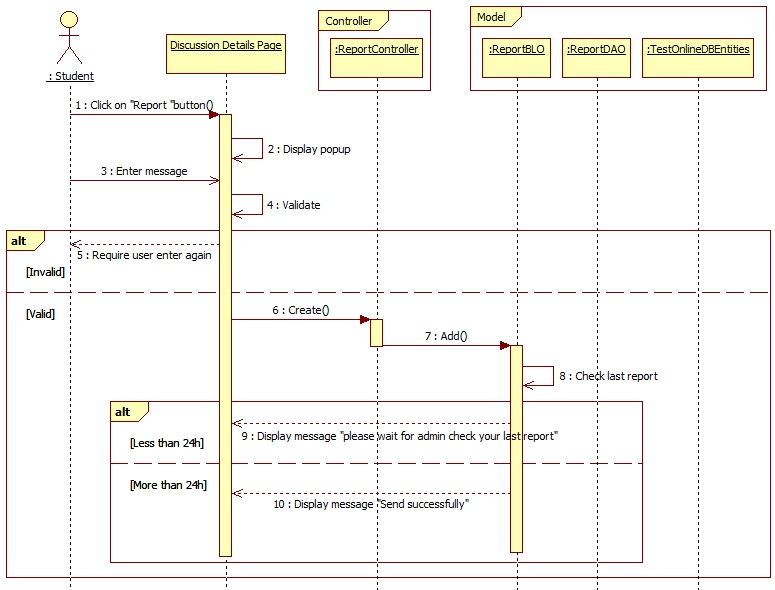 Controller
Model
: Student
Discussion Details Page
:ReportController
:ReportBLO
:ReportDAO
:TestOnlineDBEntities
1 : Click on "Report "button()
2 : Display popup
3 : Enter message
4 : Validate
alt
5 : Require user enter again
[Invalid]
[Valid]
6 : Create()
7 : Add()
8 : Check last report
alt
9 : Display message "please wait for admin check your last report"
[Less than 24h]
[More than 24h]
10 : Display message "Send successfully"